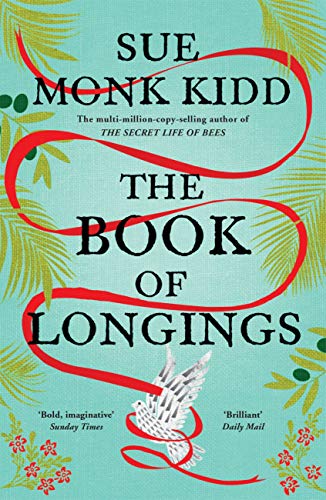 SUE
MONK KIDD
The multi-million-copy-selling author of
THE SECRET LIFE OF BEES
THE
BOOK
OF
LONGINGS
‘Bold, imaginative’
Sunday Times
‘Brilliant’
Daily Mail